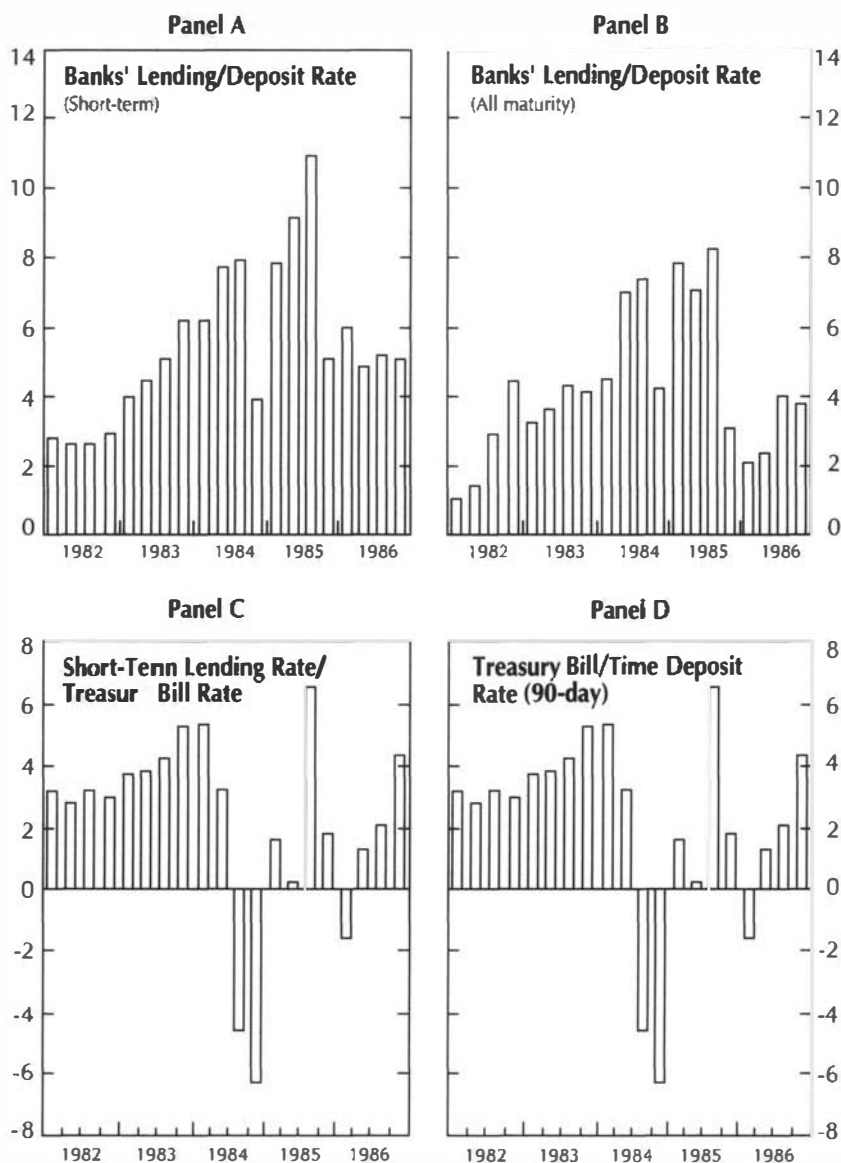 Panel A
14
12
10
8
6
4
2
0
Banks' Lending/Deposit Rate
(Short-term)
1982 1983 1984 1985 1986
Panel B
Banks' Lending/Deposit Rate
(All maturity)
14
12
10
8
6
4
2
0
1982 1983 1984 1985 1986
Panel C
8
6
4
2
0
-2
-4
-6
-8
Short-Tenn Lending Rate/
Treasur Bill Rate
1982 1983 1984 1985 1986
Panel D
Treasury Bill/Time Deposit
Rate (90-day)
8
6
4
2
0
-2
-4
-6
-8
1982 1983 1984 1985 1986